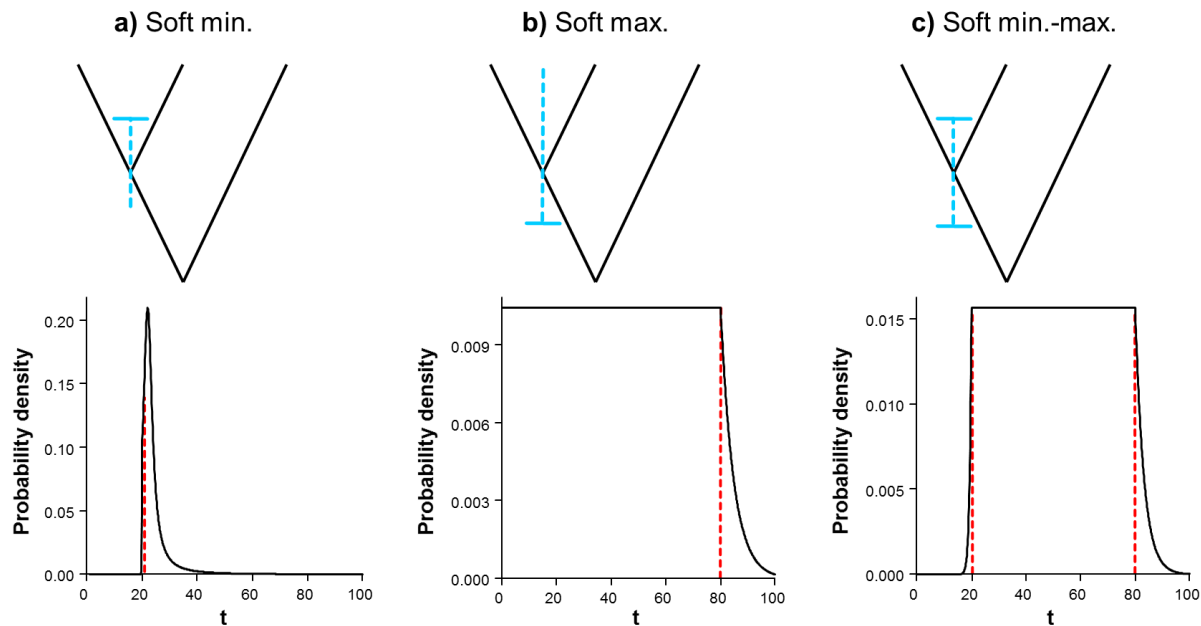 a) Soft min.
b) Soft max.
c) Soft min.-max.
Probability density
0.20
0.15
0.10
0.05
0.00
0 20 40 60 80 100
t
Probability density
0.009
0.006
0.003
0.000
0 20 40 60 80 100
t
Probability density
0.015
0.010
0.005
0.000
0 20 40 60 80 100
t